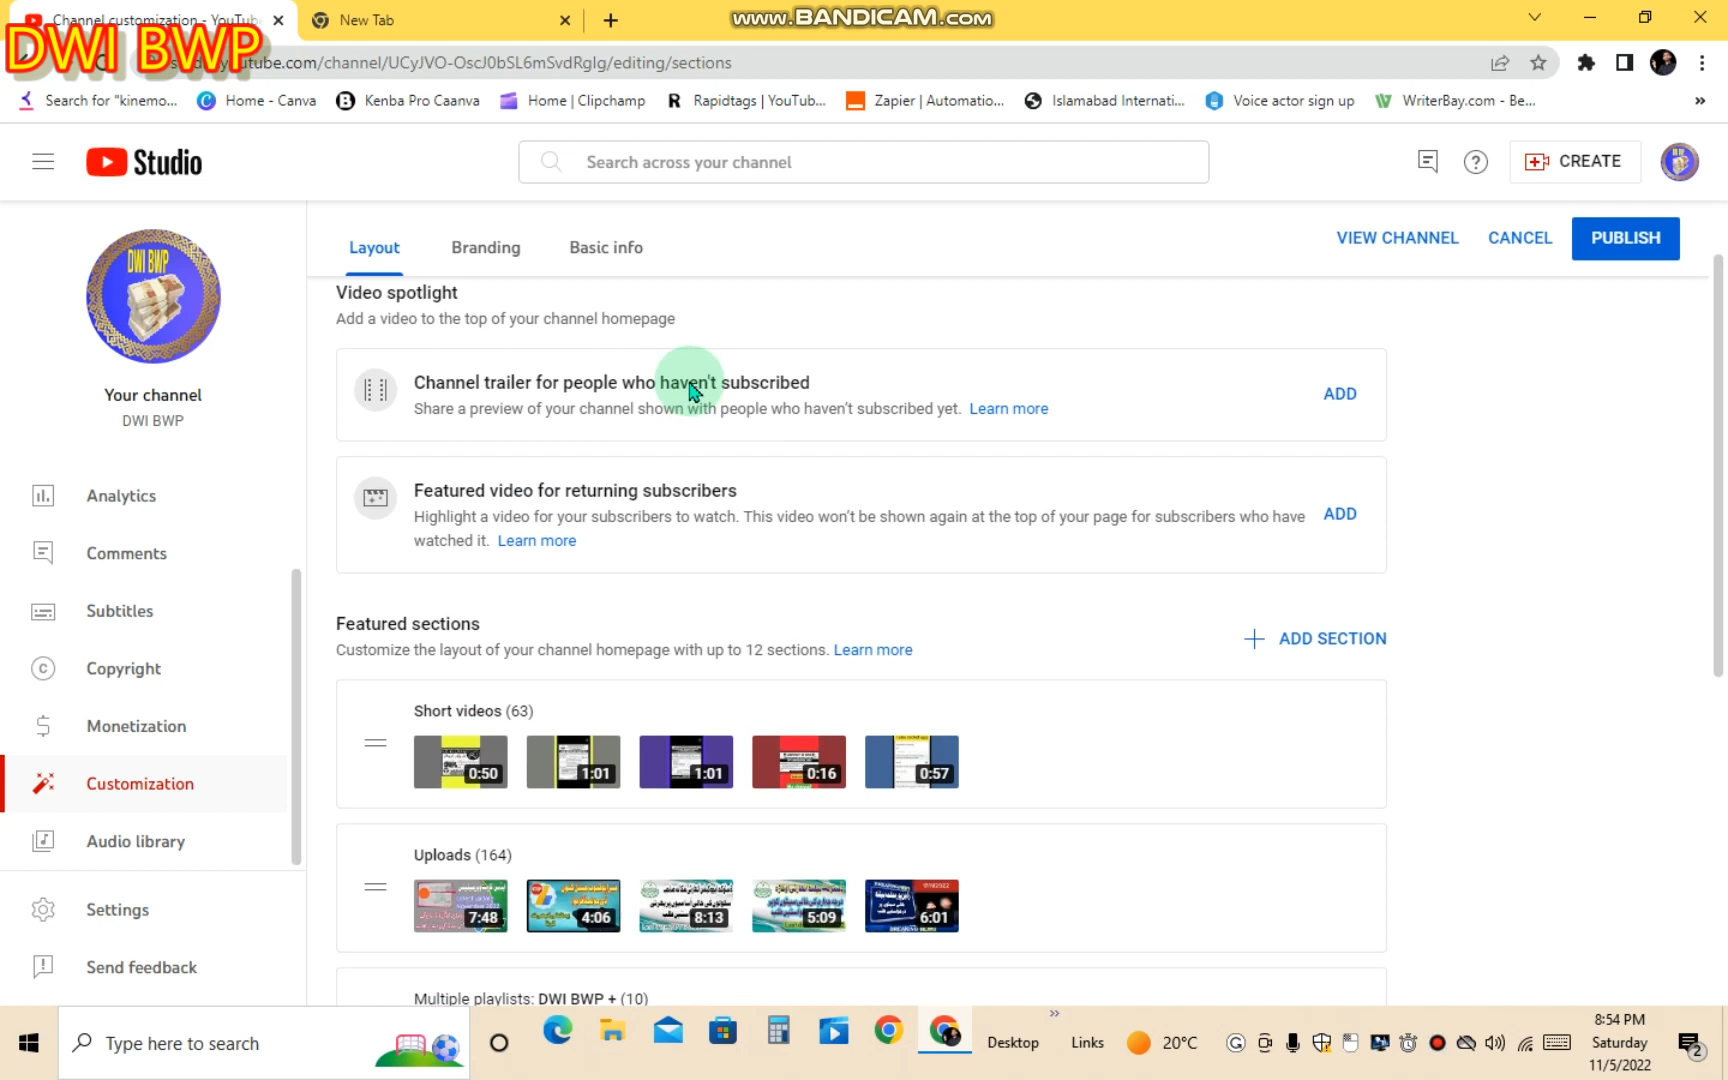 Channel customization - YouTube
New Tab
www.BANDICAM.com
DWI BWP
utube.com/channel/UCyJVO-OscJ0bSL6mSvdRgIg/editing/sections
Search for "kinemo...
Home - Canva
Kenba Pro Caanva
Home | Clipchamp
Rapidtags | YouTub...
Zapier | Automatio...
Islamabad Internati...
Voice actor sign up
WriterBay.com - Be...
Studio
Search across your channel
CREATE
Layout
Branding
Basic info
VIEW CHANNEL
CANCEL
PUBLISH
DWI BWP
Your channel
DWI BWP
Analytics
Comments
Subtitles
Copyright
Monetization
Customization
Audio library
Settings
Send feedback
Video spotlight
Add a video to the top of your channel homepage
Channel trailer for people who haven't subscribed
Share a preview of your channel shown with people who haven't subscribed yet. Learn more
ADD
Featured video for returning subscribers
Highlight a video for your subscribers to watch. This video won't be shown again at the top of your page for subscribers who have
watched it. Learn more
ADD
Featured sections
Customize the layout of your channel homepage with up to 12 sections. Learn more
ADD SECTION
Short videos (63)
0:50
1:01
1:01
0:16
0:57
Uploads (164)
7:48
4:06
8:13
5:09
6:01
BREAKING NEWS
Multiple playlists: DWI BWP + (10)
Type here to search
Desktop
Links
20°C
8:54 PM
Saturday
11/5/2022
2